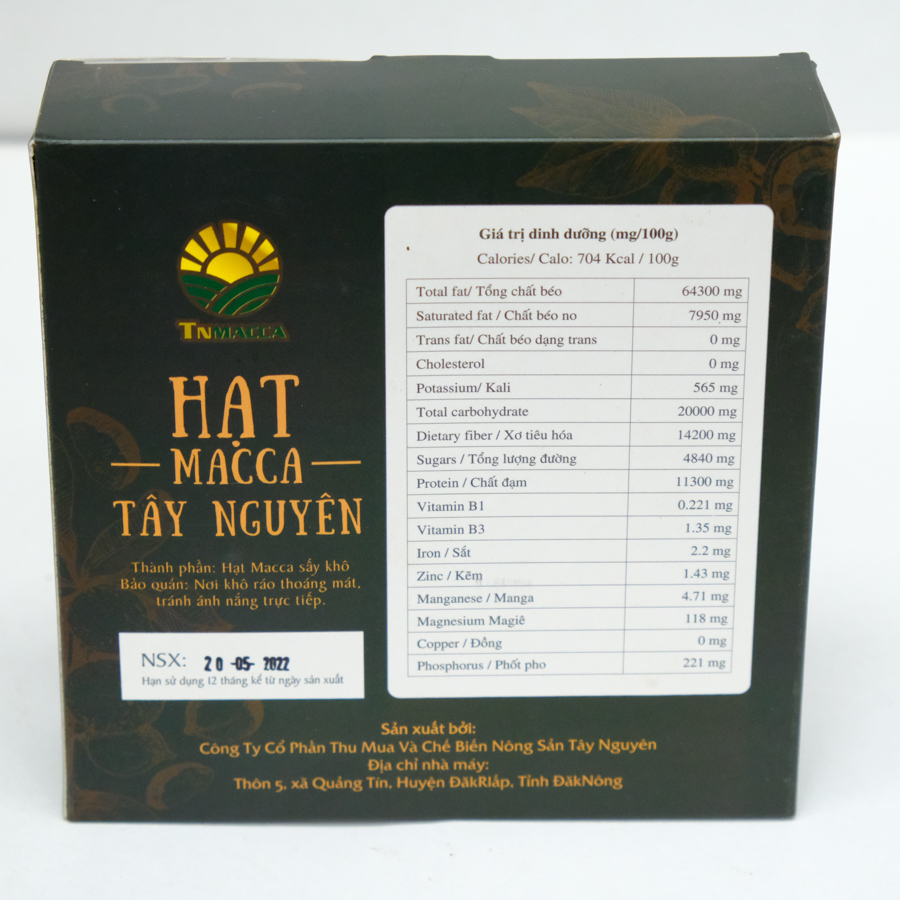 TNMACCA
HẠT
MACCA
TÂY NGUYÊN
Thành phần: Hạt Macca sấy khô
Bảo quản: Nơi khô ráo thoáng mát,
tránh ánh nắng trực tiếp.
NSX: 20 -05- 2022
Hạn sử dụng 12 tháng kể từ ngày sản xuất
Giá trị dinh dưỡng (mg/100g)
Calories/ Calo: 704 Kcal / 100g
Total fat/ Tổng chất béo 64300 mg
Saturated fat / Chất béo no 7950 mg
Trans fat/ Chất béo dạng trans 0 mg
Cholesterol 0 mg
Potassium/ Kali 565 mg
Total carbohydrate 20000 mg
Dietary fiber / Xơ tiêu hóa 14200 mg
Sugars / Tổng lượng đường 4840 mg
Protein / Chất đạm 11300 mg
Vitamin B1 0.221 mg
Vitamin B3 1.35 mg
Iron / Sắt 2.2 mg
Zinc / Kẽm 1.43 mg
Manganese / Manga 4.71 mg
Magnesium Magiê 118 mg
Copper / Đồng 0 mg
Phosphorus / Phốt pho 221 mg
Sản xuất bởi:
Công Ty Cổ Phần Thu Mua Và Chế Biến Nông Sản Tây Nguyên
Địa chỉ nhà máy:
Thôn 5, xã Quảng Tín, Huyện ĐăkRlấp, Tỉnh ĐăkNông